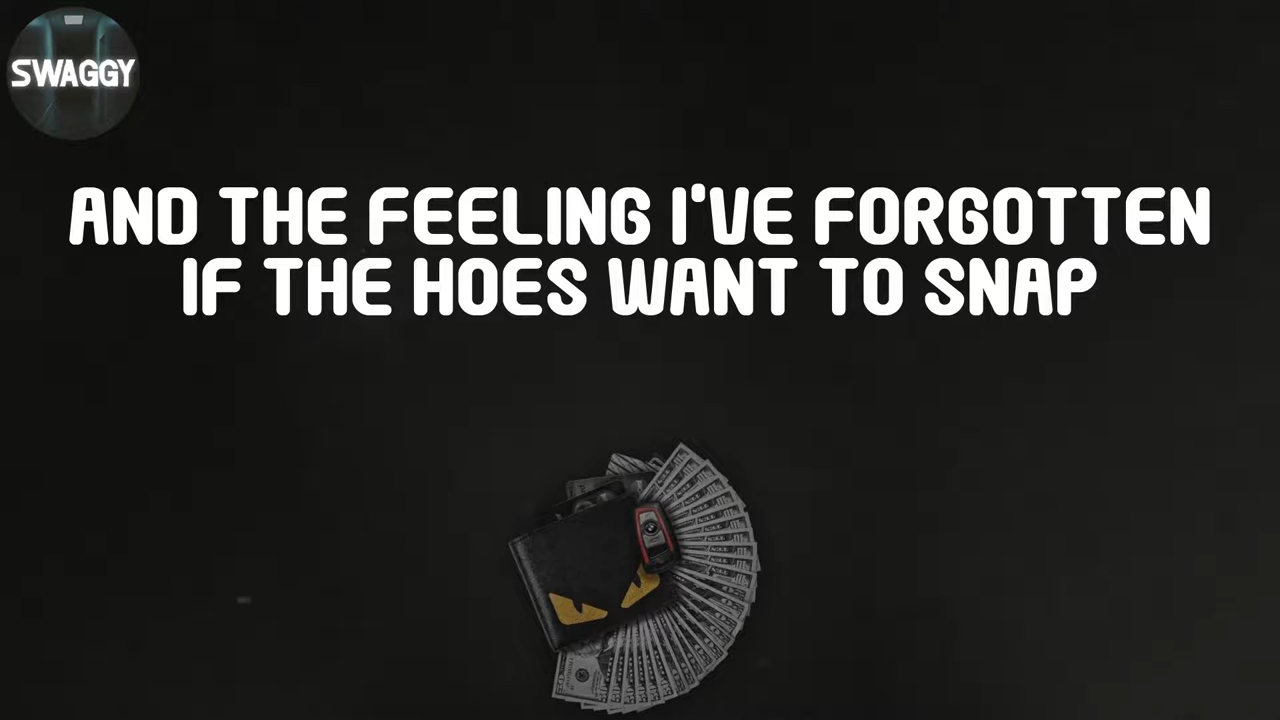 SWAGGY
AND THE FEELING I'VE FORGOTTEN
IF THE HOES WANT TO SNAP